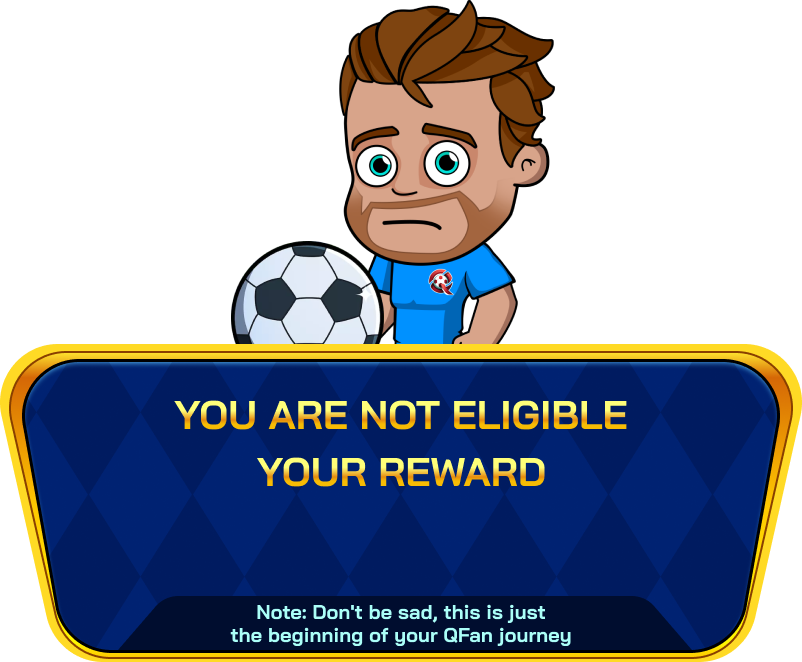 YOU ARE NOT ELIGIBLE
YOUR REWARD
Note: Don't be sad, this is just
the beginning of your QFan journey